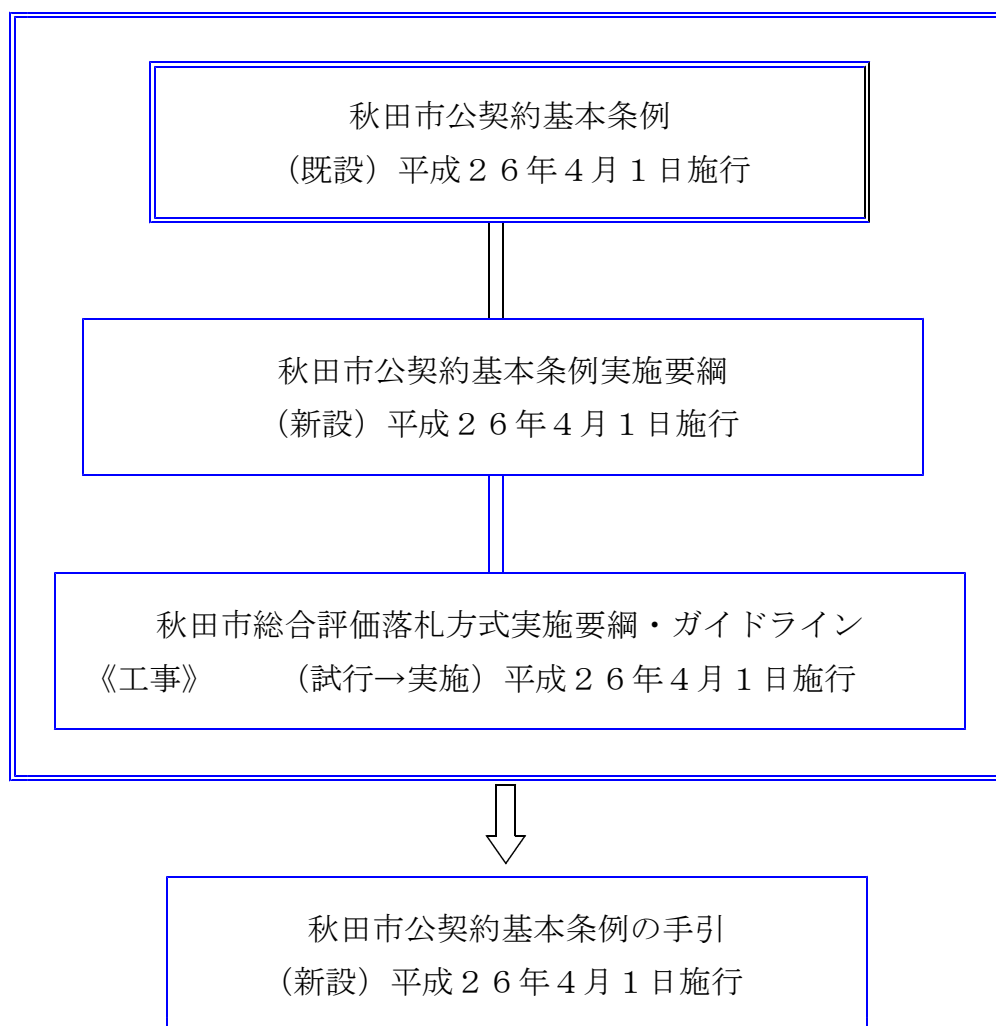 秋田市公契約基本条例
（既設）平成２６年４月１日施行
秋田市公契約基本条例実施要綱
（新設）平成２６年４月１日施行
秋田市総合評価落札方式実施要綱・ガイドライン
《工事》　　（試行→実施）平成２６年４月１日施行
秋田市公契約基本条例の手引
（新設）平成２６年４月１日施行